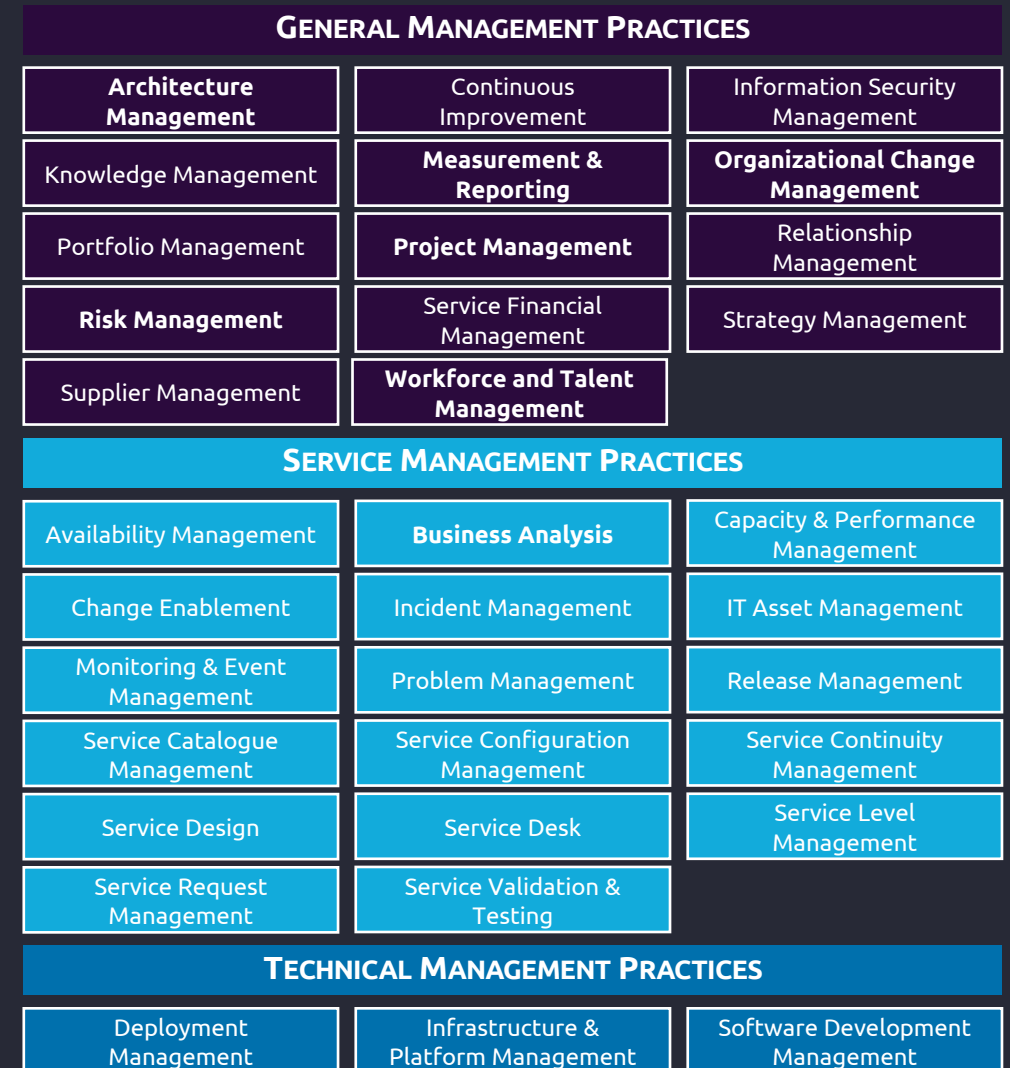 GENERAL MANAGEMENT PRACTICES
Architecture
Management
Continuous
Improvement
Information Security
Management
Knowledge Management
Measurement &
Reporting
Organizational Change
Management
Portfolio Management
Project Management
Relationship
Management
Risk Management
Service Financial
Management
Strategy Management
Supplier Management
Workforce and Talent
Management
SERVICE MANAGEMENT PRACTICES
Availability Management
Business Analysis
Capacity & Performance
Management
Change Enablement
Incident Management
IT Asset Management
Monitoring & Event
Management
Problem Management
Release Management
Service Catalogue
Management
Service Configuration
Management
Service Continuity
Management
Service Design
Service Desk
Service Level
Management
Service Request
Management
Service Validation &
Testing
TECHNICAL MANAGEMENT PRACTICES
Deployment
Management
Infrastructure &
Platform Management
Software Development
Management